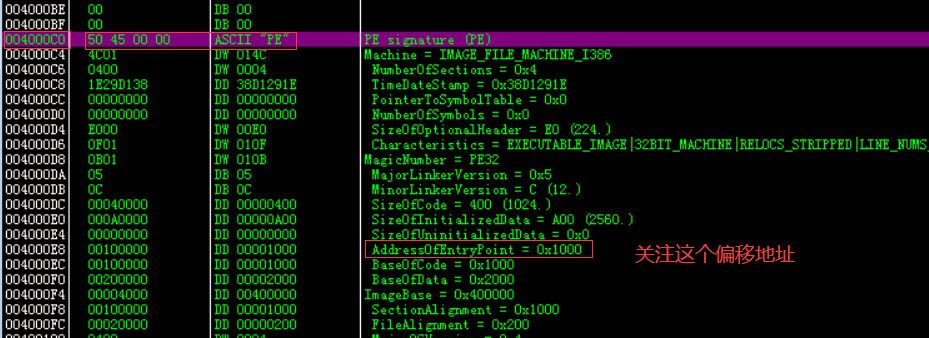 004000BE 00 DB 00
004000BF 00 DB 00
004000C0 50 45 00 00 ASCII "PE" PE signature (PE)
004000C4 4C01 DW 014C Machine = IMAGE_FILE_MACHINE_I386
004000C6 0400 DW 0004 NumberOfSections = 0x4
004000C8 1E29D138 DD 38D1291E TimeDateStamp = 0x38D1291E
004000CC 00000000 DD 00000000 PointerToSymbolTable = 0x0
004000D0 00000000 DD 00000000 NumberOfSymbols = 0x0
004000D4 E000 DW 00E0 SizeOfOptionalHeader = E0 (224.)
004000D6 0F01 DW 010F Characteristics = EXECUTABLE_IMAGE|32BIT_MACHINE|RELOCS_STRIPPED|LINE_NUMS_
004000D8 0B01 DW 010B MagicNumber = PE32
004000DA 05 DB 05 MajorLinkerVersion = 0x5
004000DB 0C DB 0C MinorLinkerVersion = C (12.)
004000DC 00040000 DD 00000400 SizeOfCode = 400 (1024.)
004000E0 000A0000 DD 00000A00 SizeOfInitializedData = A00 (2560.)
004000E4 00000000 DD 00000000 SizeOfUninitializedData = 0x0
004000E8 00100000 DD 00001000 AddressOfEntryPoint = 0x1000 关注这个偏移地址
004000EC 00100000 DD 00001000 BaseOfCode = 0x1000
004000F0 00200000 DD 00002000 BaseOfData = 0x2000
004000F4 00004000 DD 00400000 ImageBase = 0x400000
004000F8 00100000 DD 00001000 SectionAlignment = 0x1000
004000FC 00020000 DD 00000200 FileAlignment = 0x200